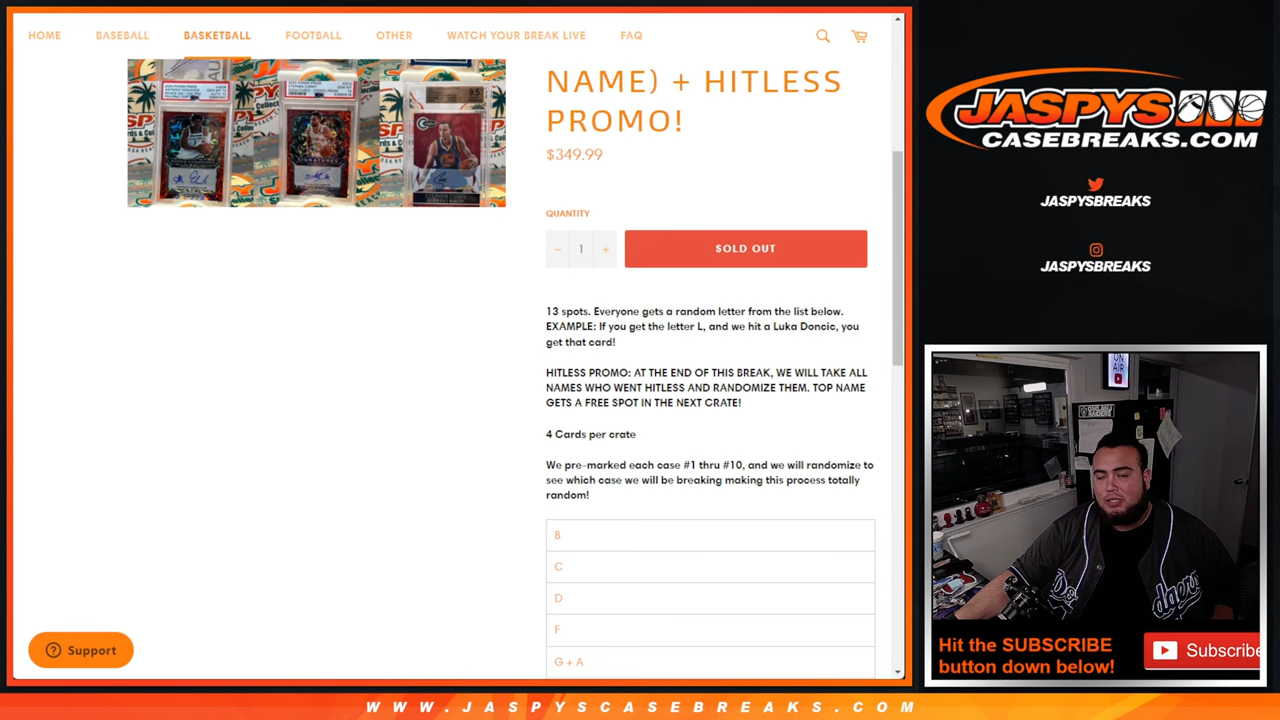 HOME BASEBALL BASKETBALL FOOTBALL OTHER WATCH YOUR BREAK LIVE FAQ
NAME) + HITLESS
PROMO!
$349.99
QUANTITY
− 1 +
SOLD OUT
13 spots. Everyone gets a random letter from the list below.
EXAMPLE: If you get the letter L, and we hit a Luka Doncic, you
get that card!
HITLESS PROMO: AT THE END OF THIS BREAK, WE WILL TAKE ALL
NAMES WHO WENT HITLESS AND RANDOMIZE THEM. TOP NAME
GETS A FREE SPOT IN THE NEXT CRATE!
4 Cards per crate
We pre-marked each case #1 thru #10, and we will randomize to
see which case we will be breaking making this process totally
random!
B
C
D
F
G + A
Support
JASPYS
CASEBREAKS.COM
JASPYSBREAKS
JASPYSBREAKS
ON
AIR
Hit the SUBSCRIBE
button down below!
Subscribe
WWW.JASPYSCASEBREAKS.COM